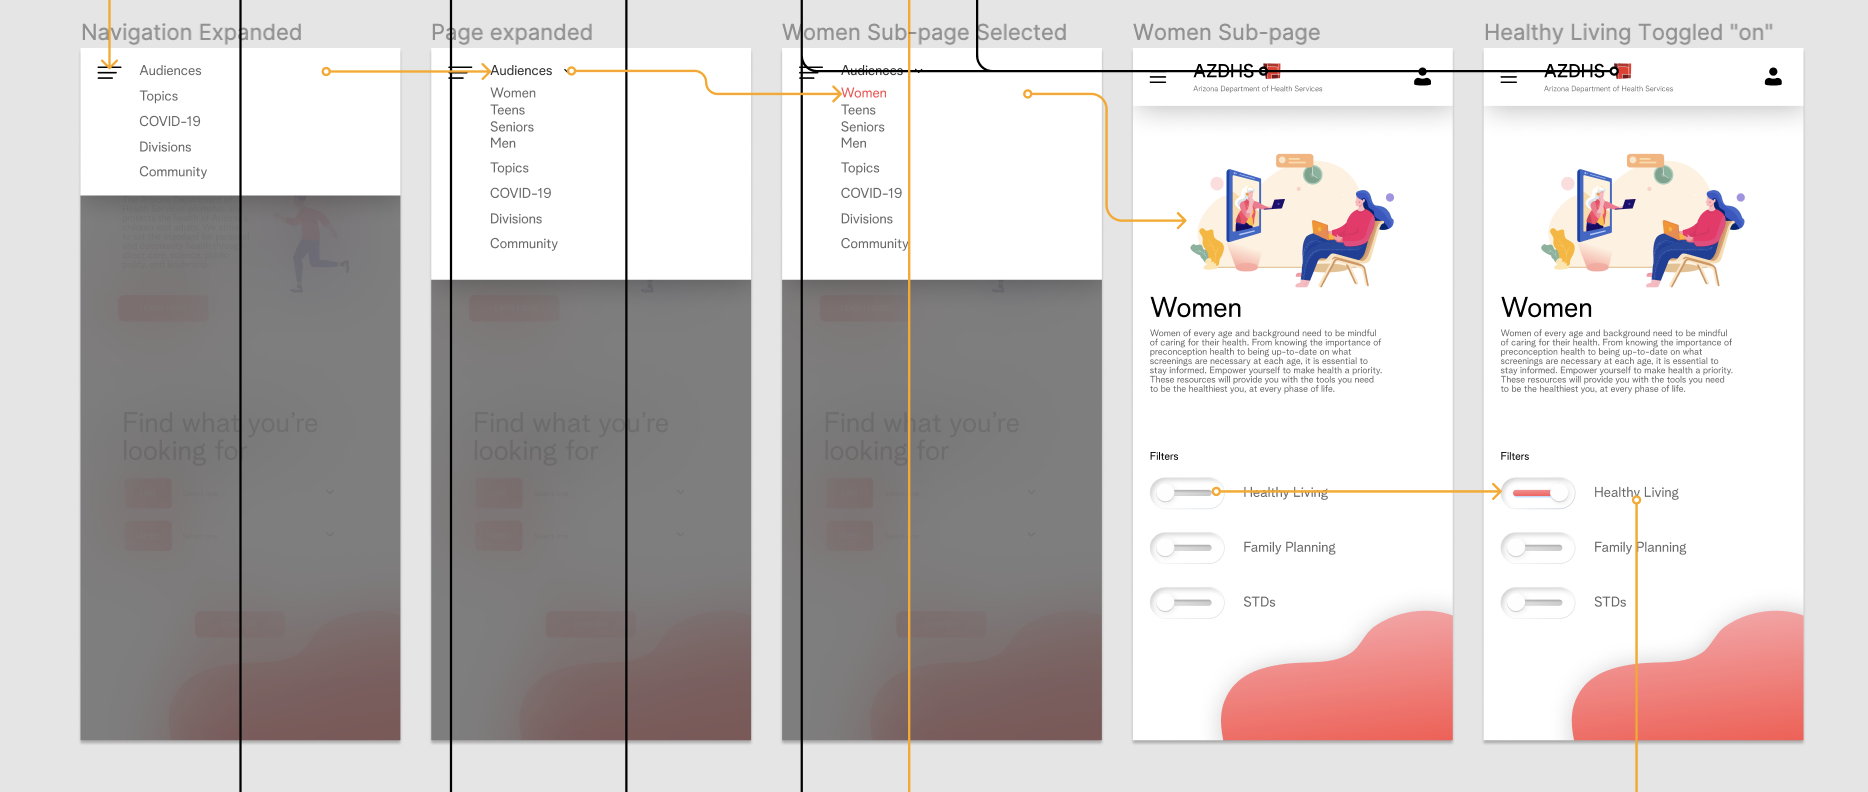 Navigation Expanded
Audiences
Topics
COVID-19
Divisions
Community
Find what you're
looking for
Page expanded
Audiences
Women
Teens
Seniors
Men
Topics
COVID-19
Divisions
Community
Find what you're
looking for
Women Sub-page Selected
Audiences
Women
Teens
Seniors
Men
Topics
COVID-19
Divisions
Community
Find what you're
looking for
Women Sub-page
AZDHS
Arizona Department of Health Services
Women
Women of every age and background need to be mindful
of caring for their health. From knowing the importance of
preconception health to being up-to-date on what
screenings are necessary at each age, it is essential to
stay informed. Empower yourself to make health a priority.
These resources will provide you with the tools you need
to be the healthiest you, at every phase of life.
Filters
Healthy Living
Family Planning
STDs
Healthy Living Toggled "on"
AZDHS
Arizona Department of Health Services
Women
Women of every age and background need to be mindful
of caring for their health. From knowing the importance of
preconception health to being up-to-date on what
screenings are necessary at each age, it is essential to
stay informed. Empower yourself to make health a priority.
These resources will provide you with the tools you need
to be the healthiest you, at every phase of life.
Filters
Healthy Living
Family Planning
STDs